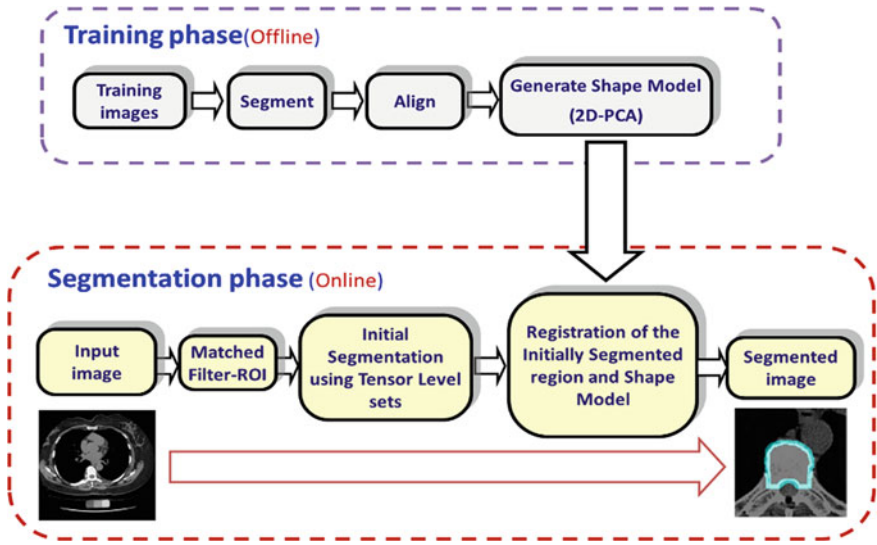 Training phase(Offline)
Training
images
Segment
Align
Generate Shape Model
(2D-PCA)
Segmentation phase (Online)
Input
image
Matched
Filter-ROI
Initial
Segmentation
using Tensor Level
sets
Registration of the
Initially Segmented
region and Shape
Model
Segmented
image